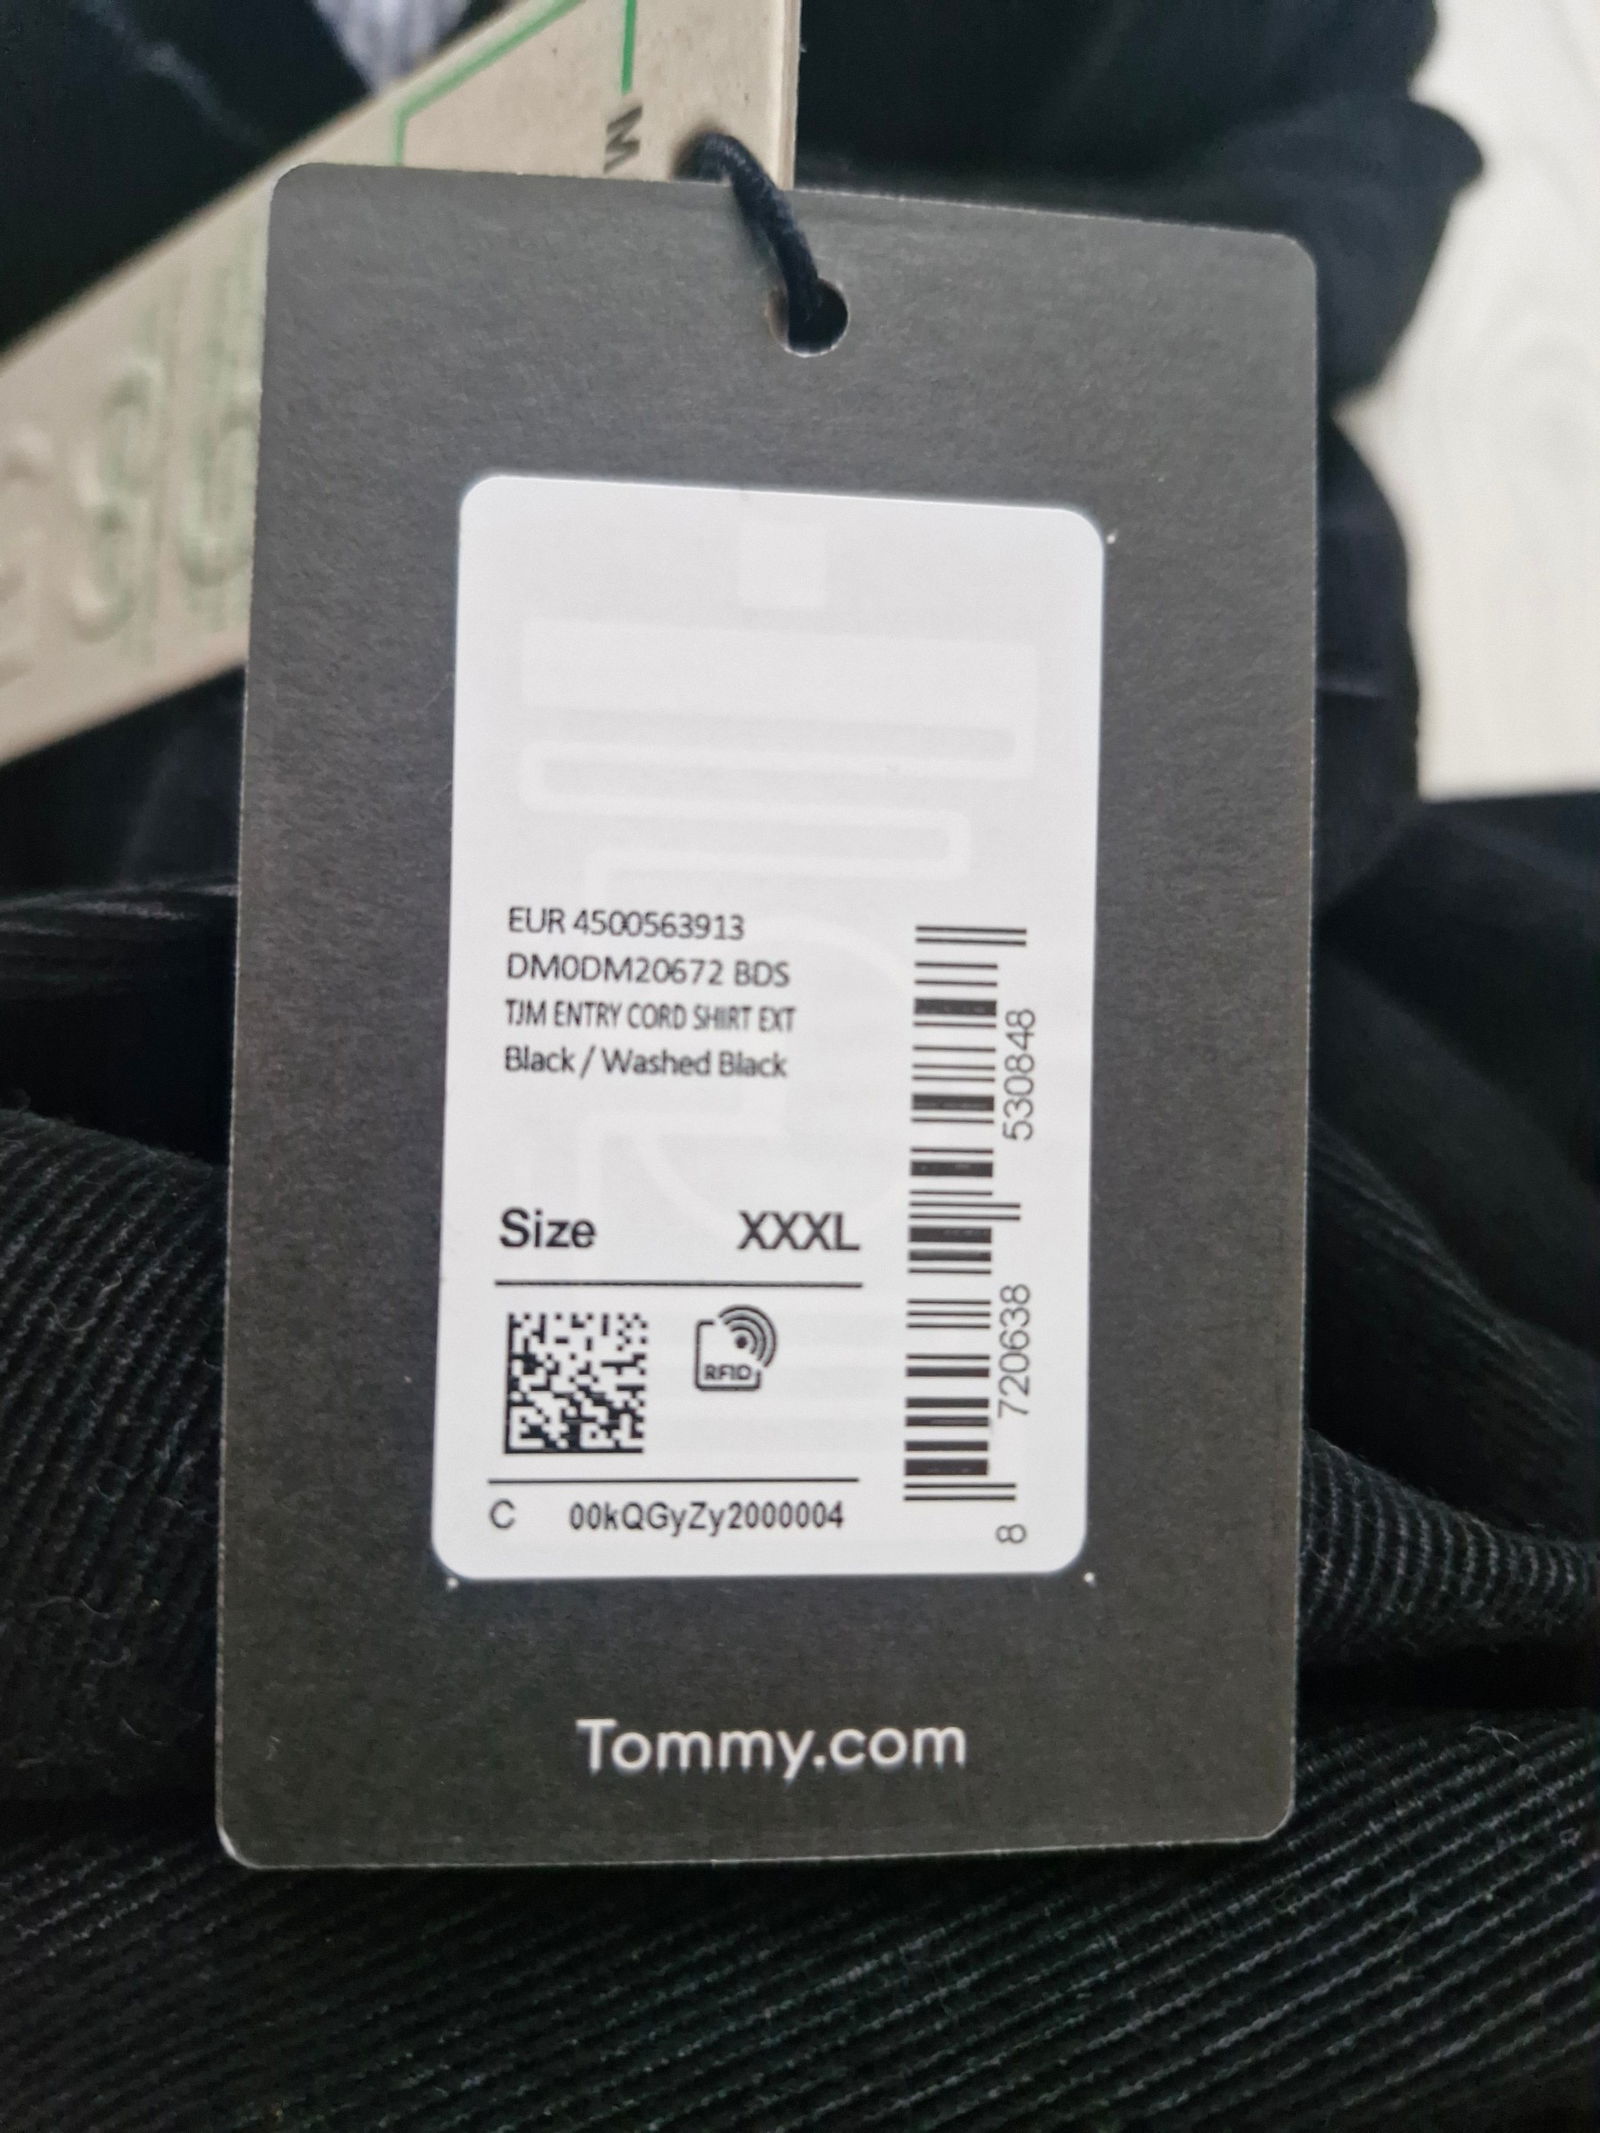 W
EUR 4500563913
DM0DM20672 BDS
TJM ENTRY CORD SHIRT EXT
Black / Washed Black
Size XXXL
RFID
C 00kQGyZy2000004
8 720638 530848
Tommy.com